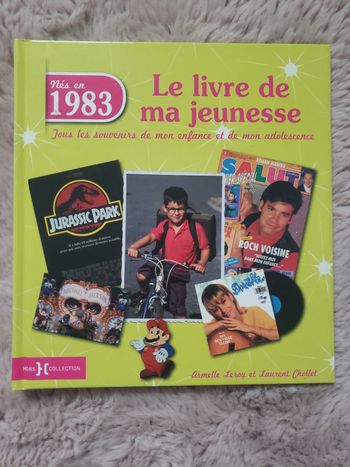 Nés en
1983
Le livre de
ma jeunesse
Tous les souvenirs de mon enfance et de mon adolescence
JURASSIC PARK
SALUT
ROCH VOISINE
Dorothée
HORS COLLECTION
Armelle Leroy et Laurent Chollet